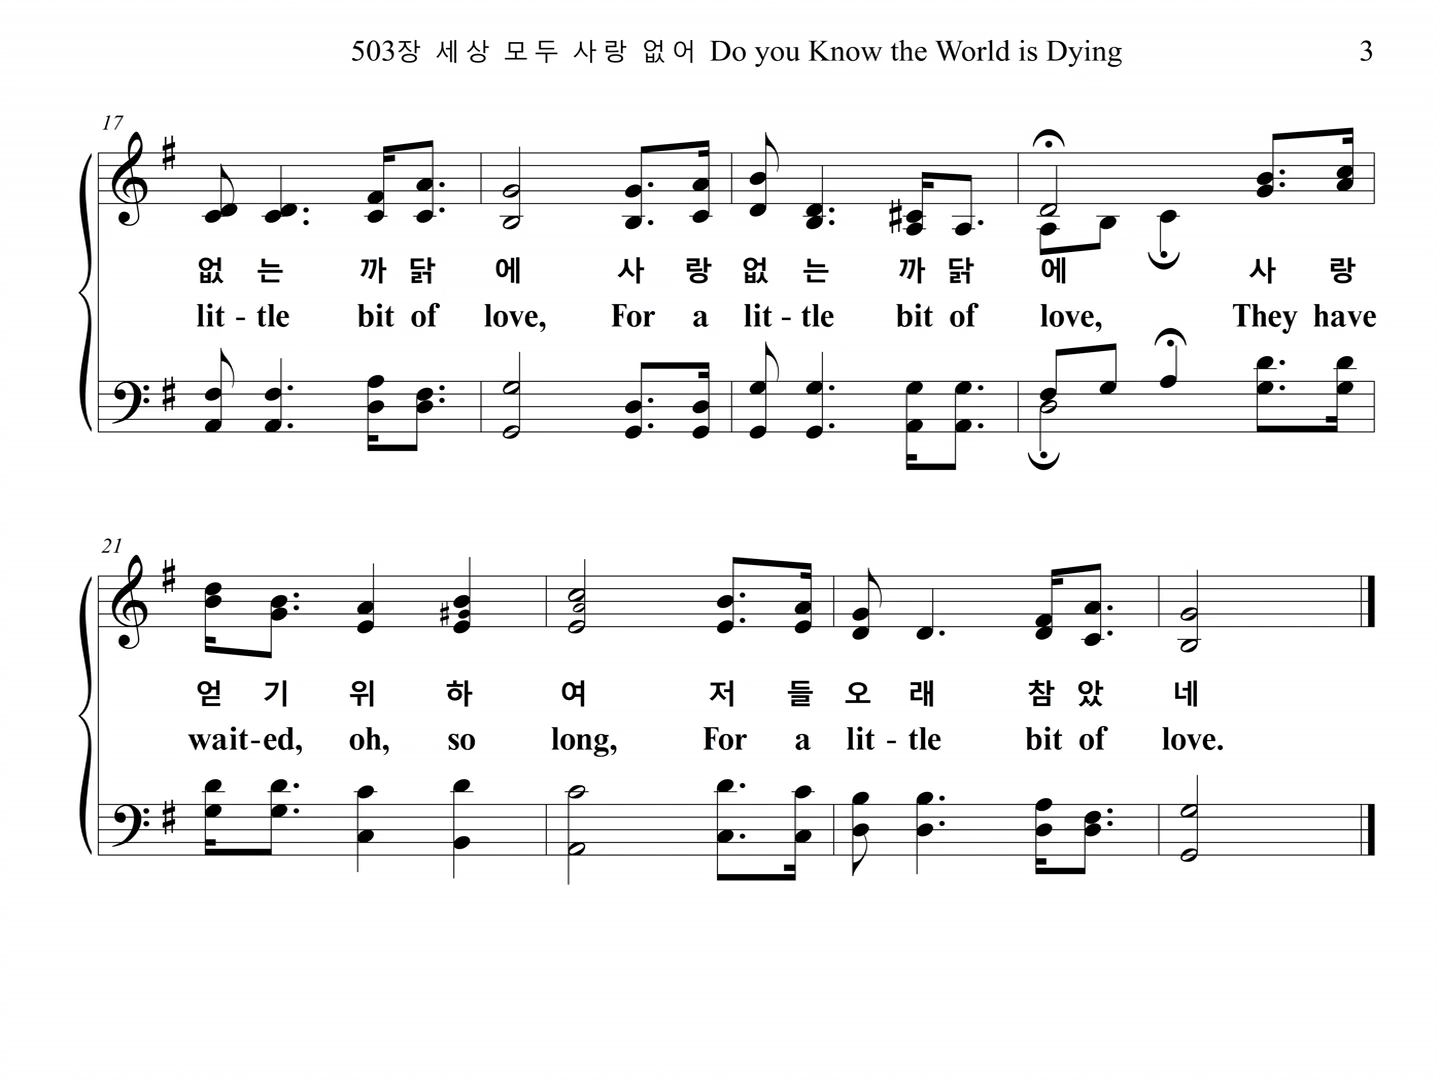 503장 세상 모두 사랑 없어 Do you Know the World is Dying 3
17
없 는 까 닭 에 사 랑 없 는 까 닭 에 사 랑
lit - tle bit of love, For a lit - tle bit of love, They have
21
얻 기 위 하 여 저 들 오 래 참 았 네
wait-ed, oh, so long, For a lit - tle bit of love.